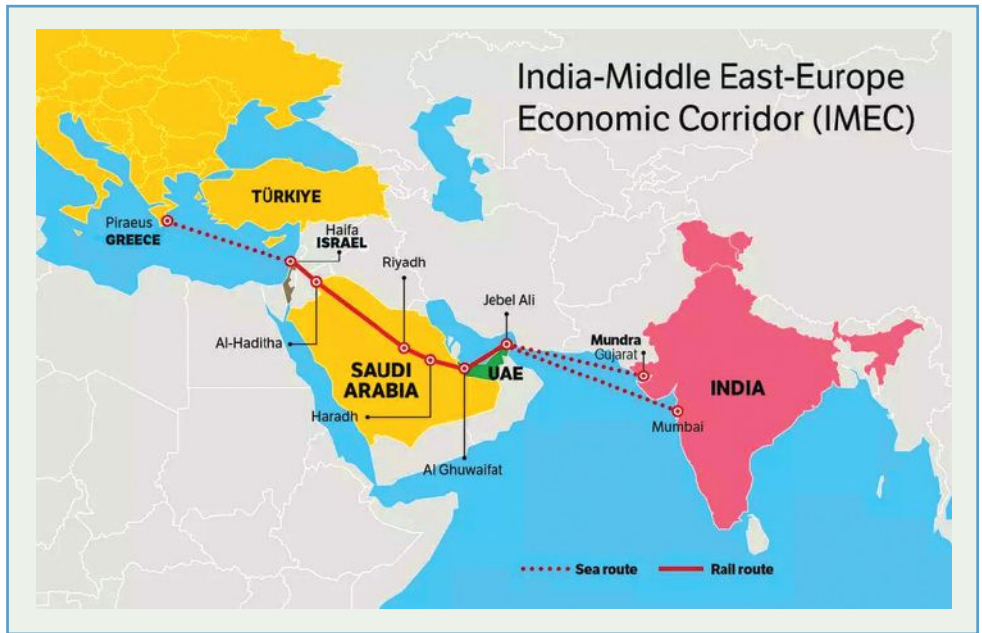 India-Middle East-Europe
Economic Corridor (IMEC)
TÜRKIYE
Piraeus
GREECE
Haifa
ISRAEL
Riyadh
Jebel Ali
Al-Haditha
Mundra
Gujarat
SAUDI
ARABIA
UAE
INDIA
Haradh
Mumbai
Al Ghuwaifat
Sea route
Rail route